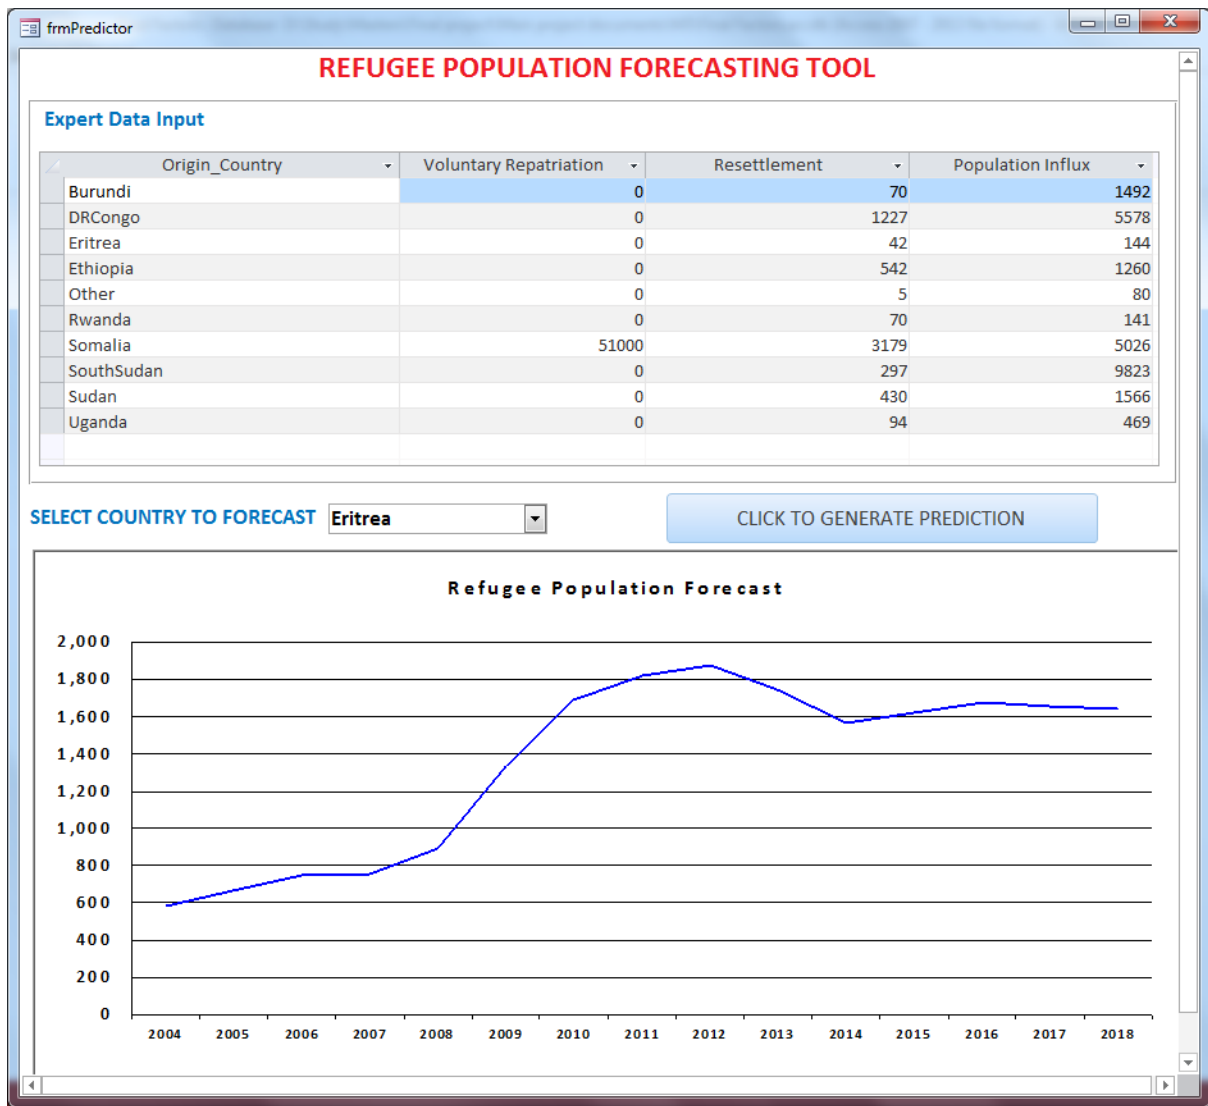 frmPredictor
REFUGEE POPULATION FORECASTING TOOL
Expert Data Input
Origin_Country Voluntary Repatriation Resettlement Population Influx
Burundi 0 70 1492
DRCongo 0 1227 5578
Eritrea 0 42 144
Ethiopia 0 542 1260
Other 0 5 80
Rwanda 0 70 141
Somalia 51000 3179 5026
SouthSudan 0 297 9823
Sudan 0 430 1566
Uganda 0 94 469
SELECT COUNTRY TO FORECAST Eritrea CLICK TO GENERATE PREDICTION
Refugee Population Forecast
2,000
1,800
1,600
1,400
1,200
1,000
800
600
400
200
0
2004 2005 2006 2007 2008 2009 2010 2011 2012 2013 2014 2015 2016 2017 2018